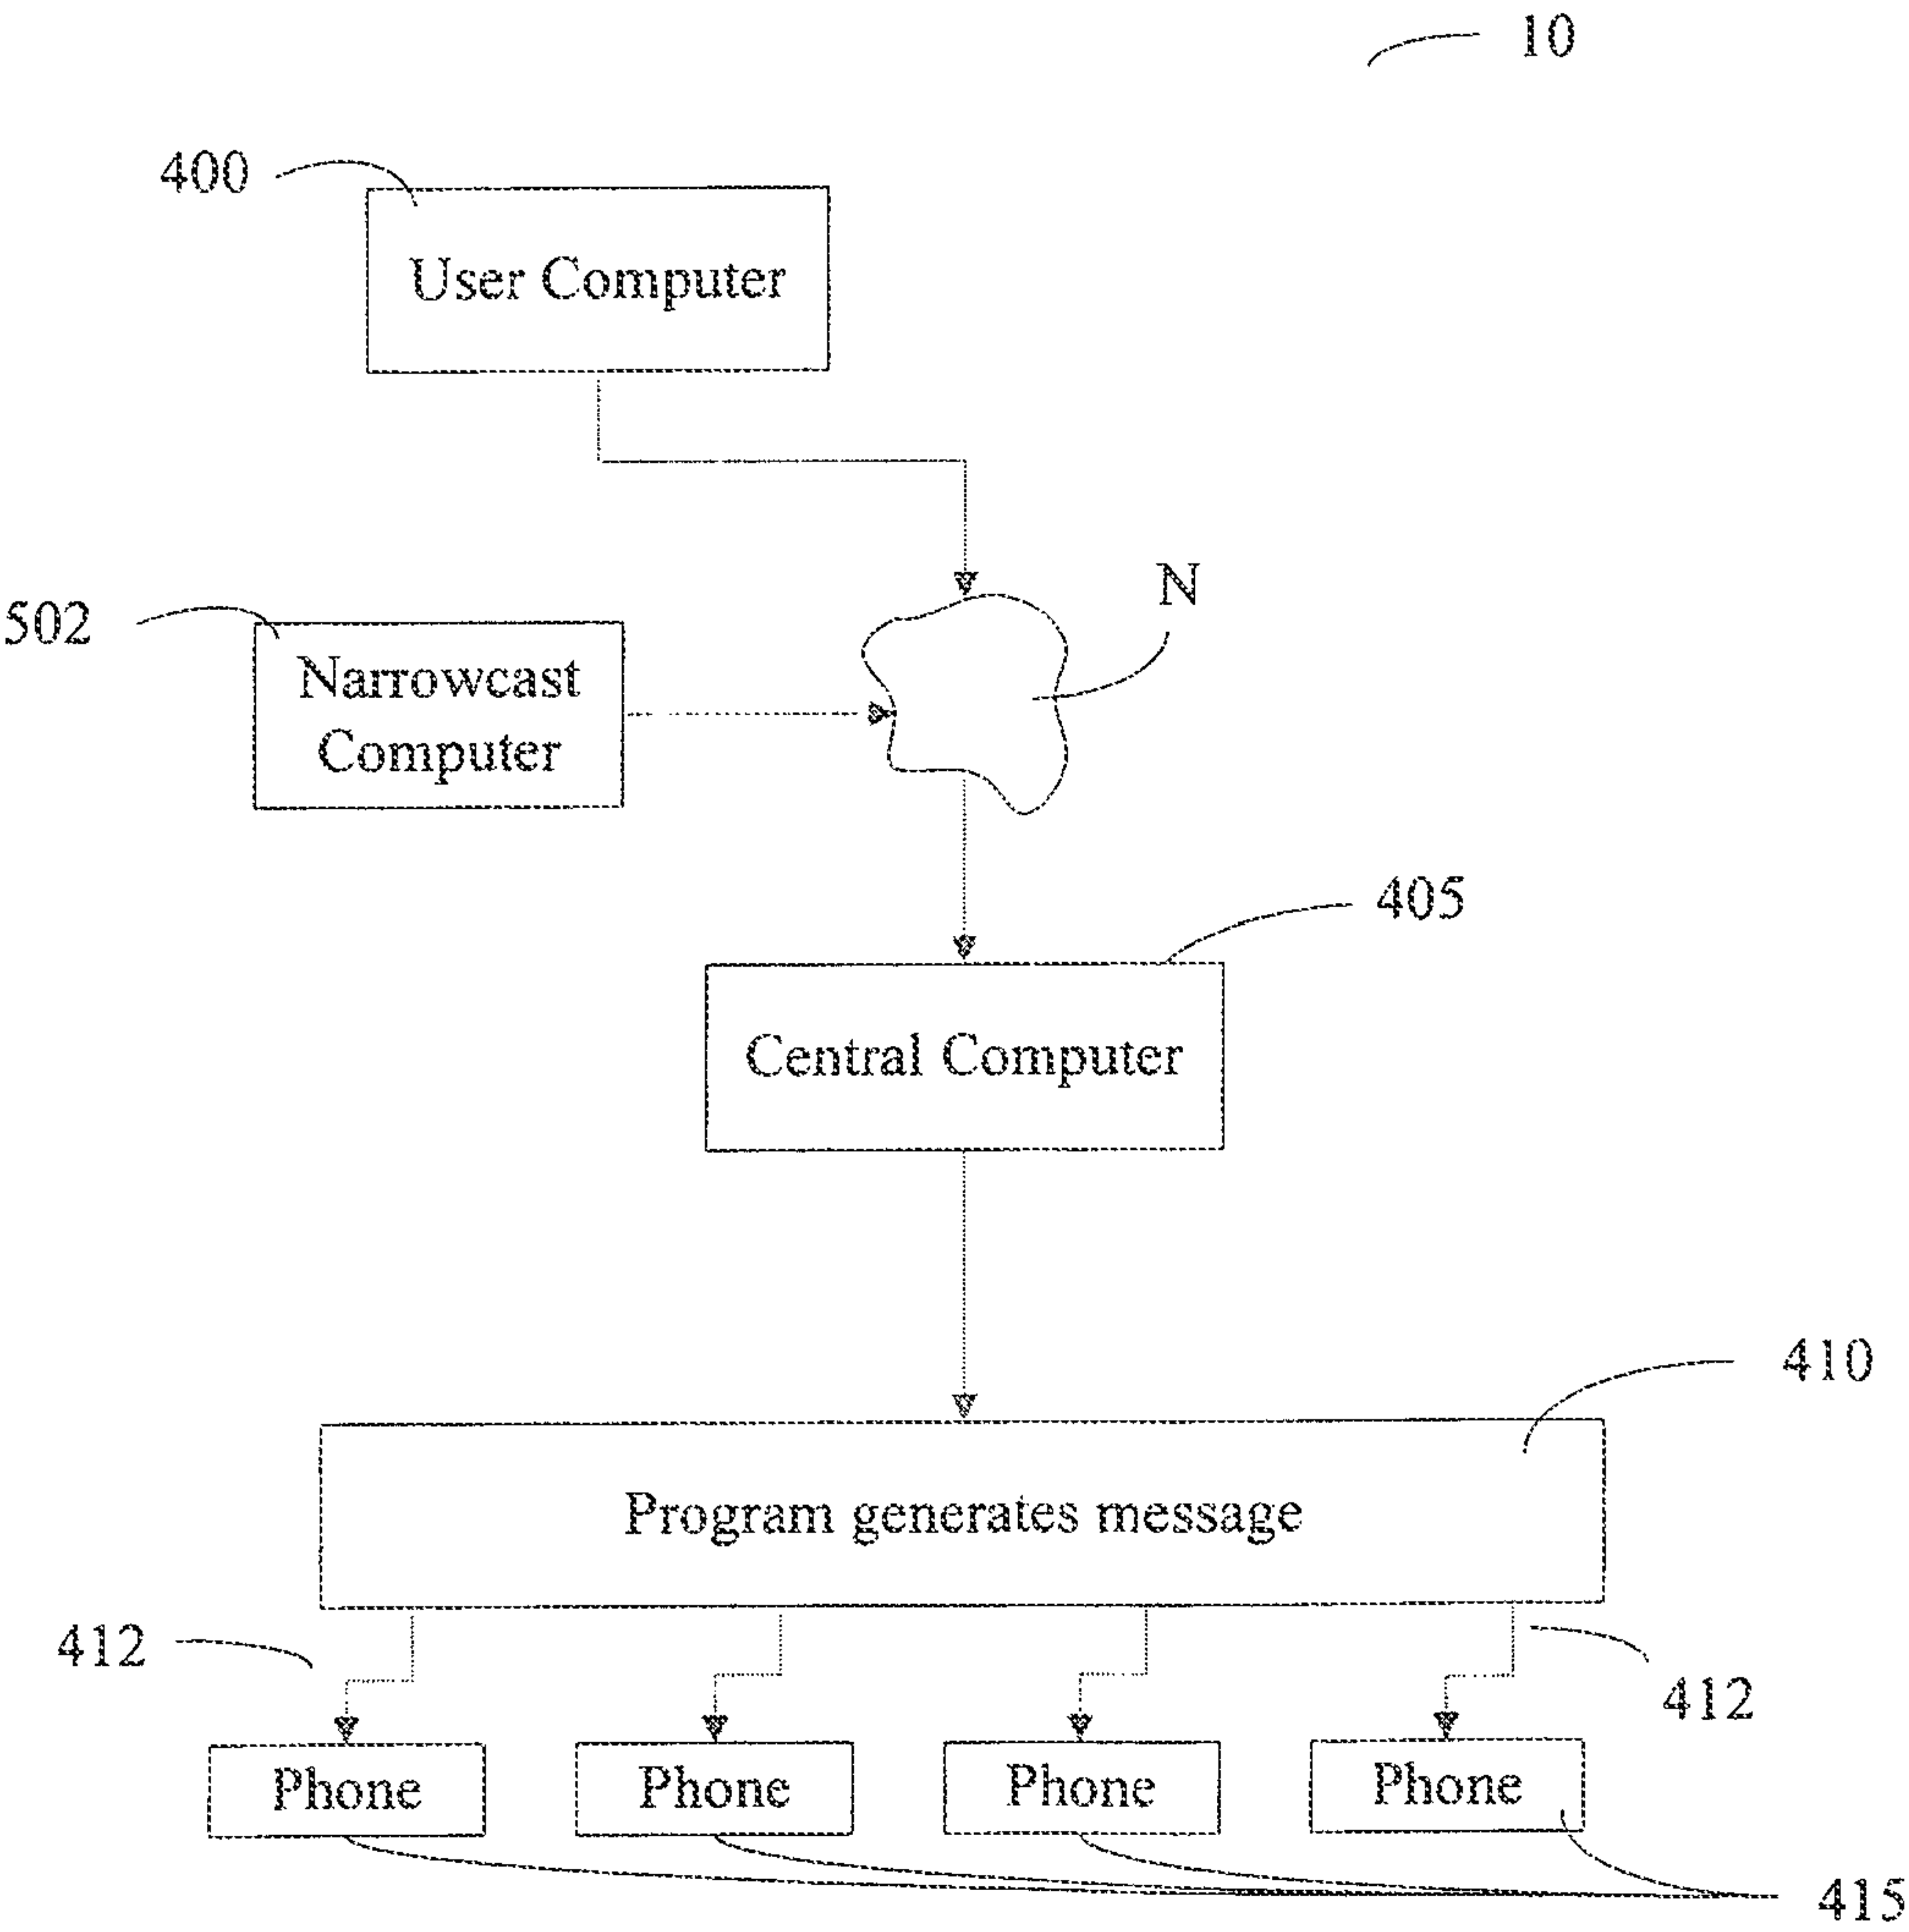 10
400
User Computer
N
502
Narrowcast
Computer
405
Central Computer
410
Program generates message
412
412
Phone
Phone
Phone
Phone
415